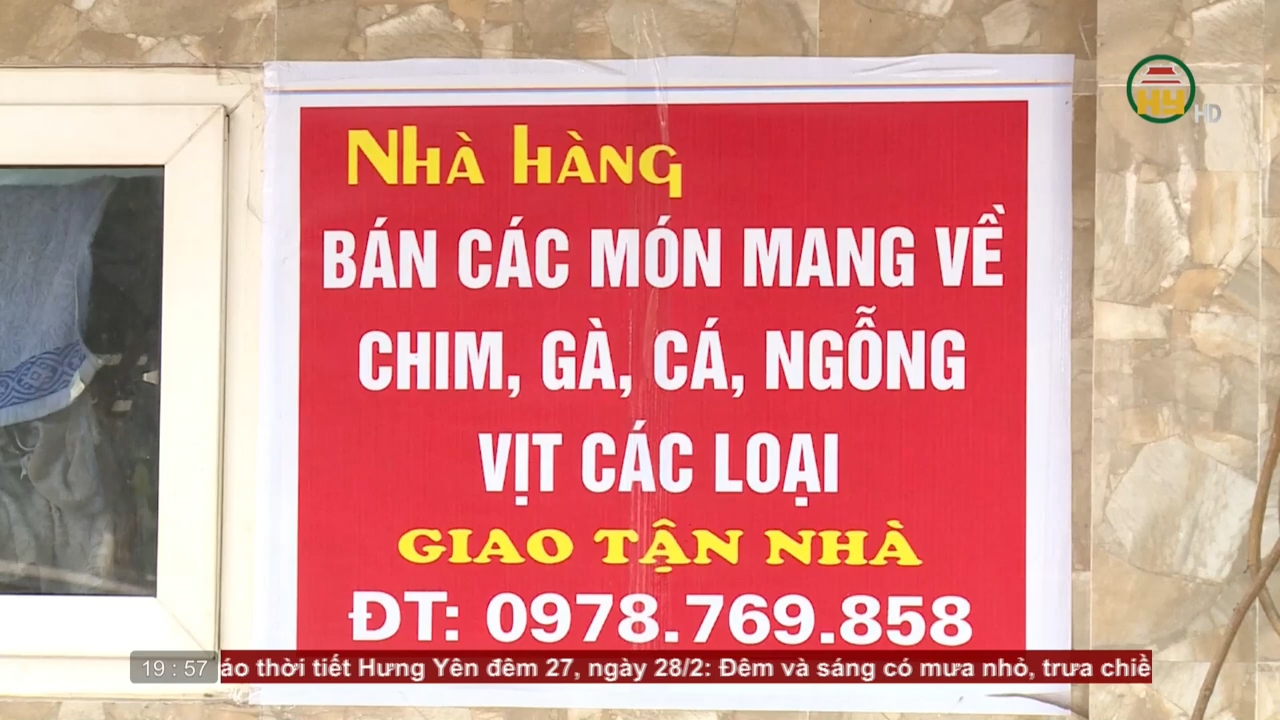 Nhà hàng
BÁN CÁC MÓN MANG VỀ
CHIM, GÀ, CÁ, NGỖNG
VỊT CÁC LOẠI
GIAO TẬN NHÀ
ĐT: 0978.769.858
HY HD
19 : 57 áo thời tiết Hưng Yên đêm 27, ngày 28/2: Đêm và sáng có mưa nhỏ, trưa chiề